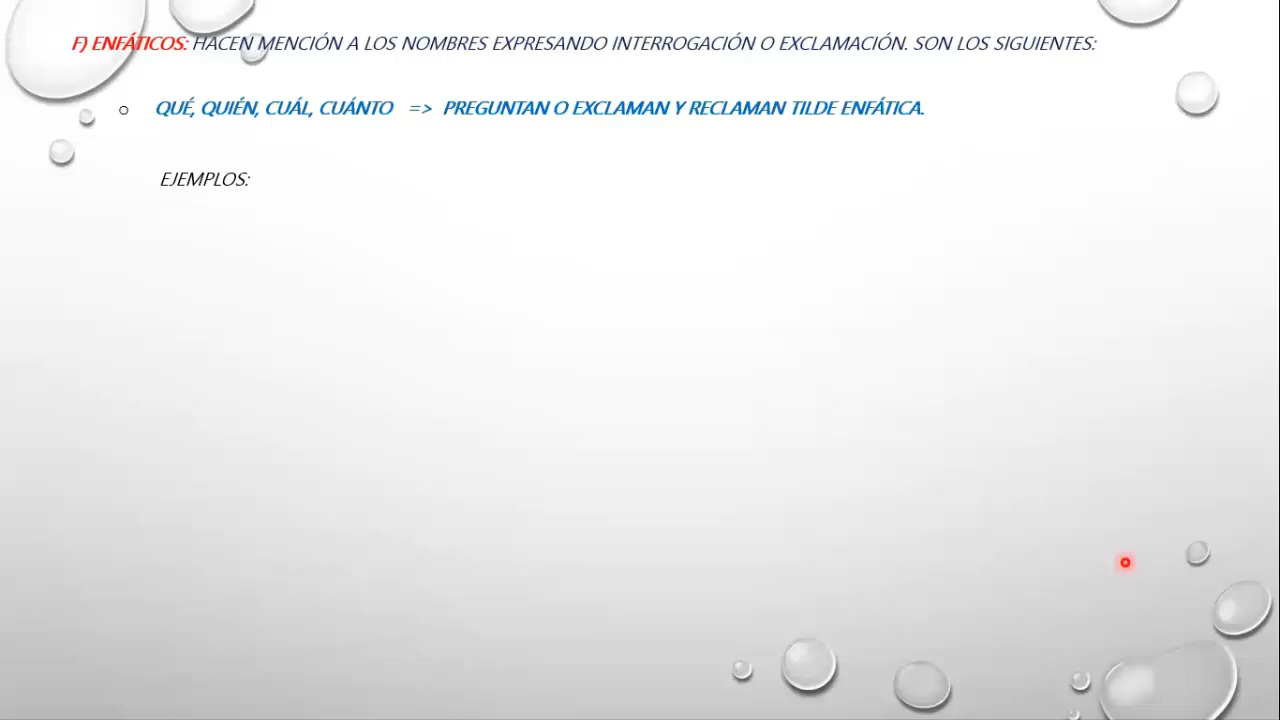 F) ENFÁTICOS: HACEN MENCIÓN A LOS NOMBRES EXPRESANDO INTERROGACIÓN O EXCLAMACIÓN. SON LOS SIGUIENTES:
o QUÉ, QUIÉN, CUÁL, CUÁNTO => PREGUNTAN O EXCLAMAN Y RECLAMAN TILDE ENFÁTICA.
EJEMPLOS: